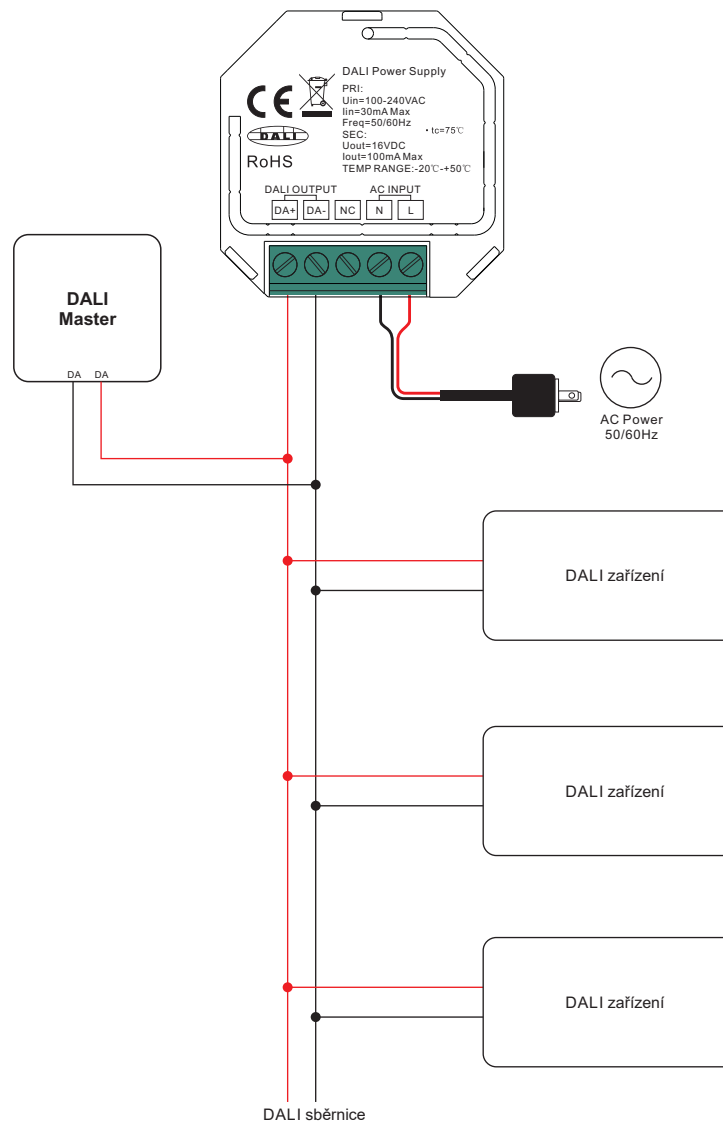 DALI Power Supply
PRI:
Uin=100-240VAC
Iin=30mA Max
Freq=50/60Hz
SEC:
• tc=75℃
Uout=16VDC
Iout=100mA Max
TEMP RANGE:-20℃-+50℃
CE
DALI
RoHS
DALI OUTPUT
AC INPUT
DA+ DA- NC N L
DALI
Master
DA DA
AC Power
50/60Hz
DALI zařízení
DALI zařízení
DALI zařízení
DALI sběrnice